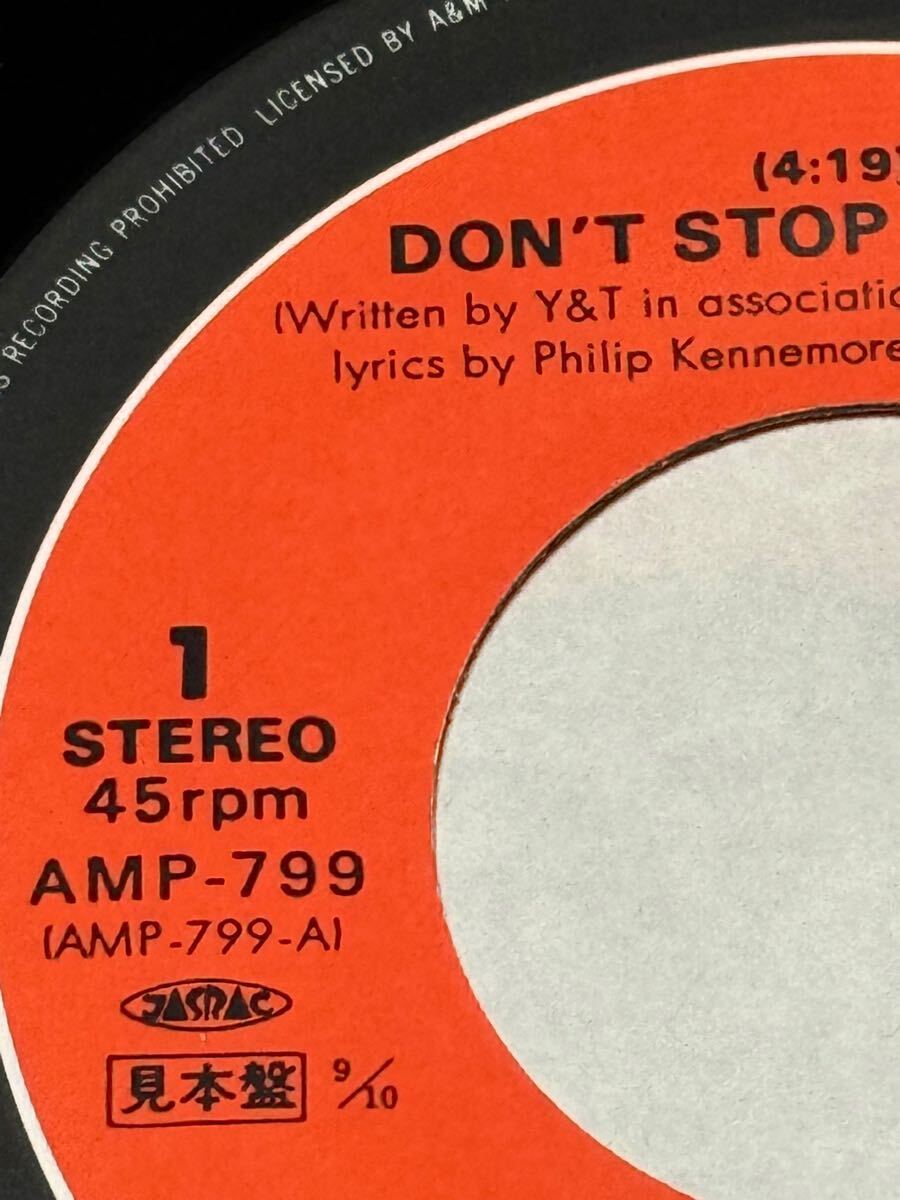 RECORDING PROHIBITED LICENSED BY A&M
(4:19)
DON'T STOP
(Written by Y&T in
lyrics by Philip Kennemore
1
STEREO
45rpm
AMP-799
(AMP-799-A)
JASRAC
見本盤 9/10